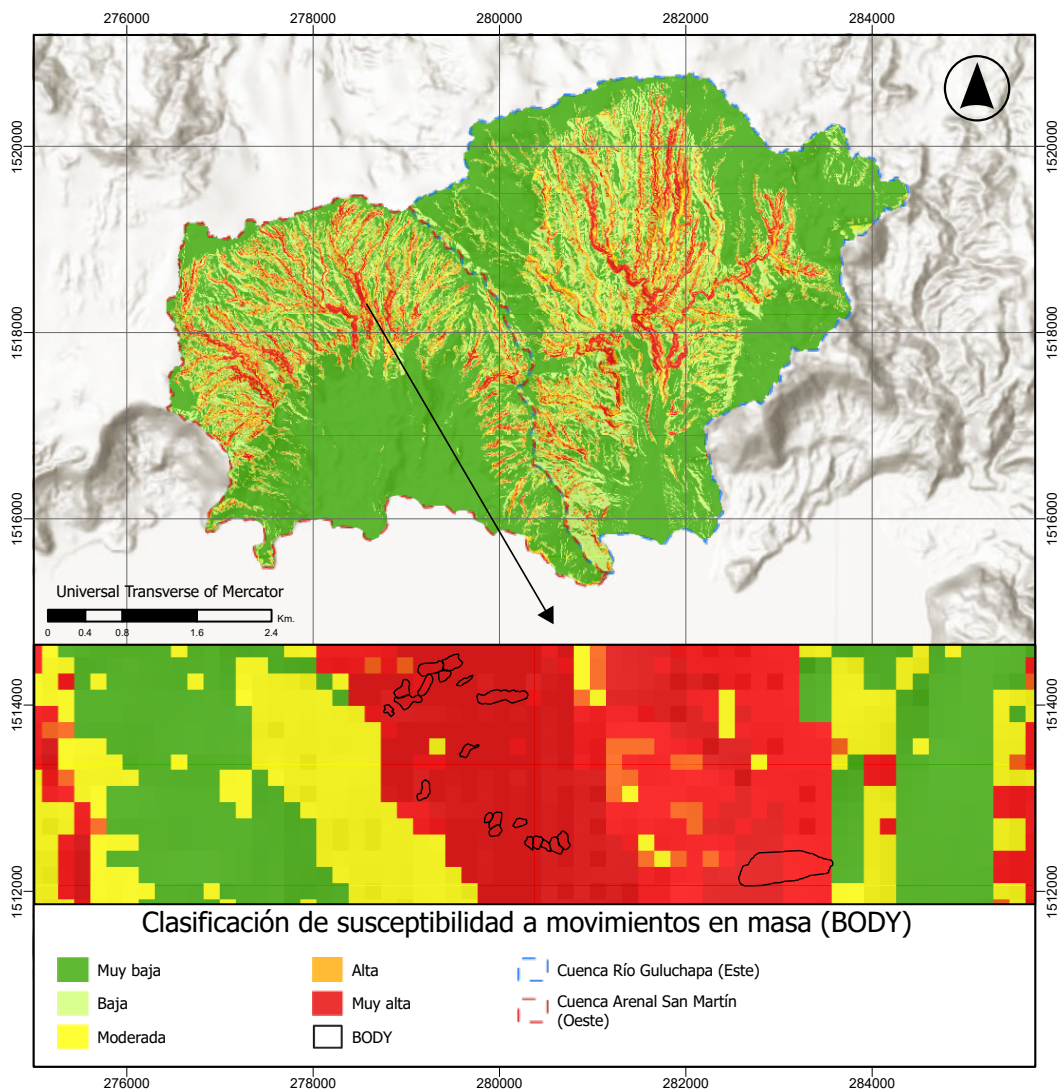 276000 278000 280000 282000 284000
1520000 1520000
1518000 1518000
1516000 1516000
Universal Transverse of Mercator
Km.
0 0.4 0.8 1.6 2.4
1514000 1514000
1512000 1512000
Clasificación de susceptibilidad a movimientos en masa (BODY)
Muy baja
Baja
Moderada
Alta
Muy alta
BODY
Cuenca Río Guluchapa (Este)
Cuenca Arenal San Martín
(Oeste)
276000 278000 280000 282000 284000